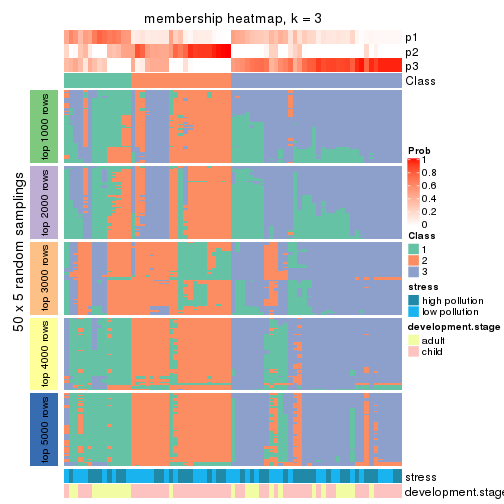 membership heatmap, k = 3
p1
p2
p3
Class
50 x 5 random samplings
top 1000 rows
top 2000 rows
top 3000 rows
top 4000 rows
top 5000 rows
stress
development.stage
Prob
1
0.8
0.6
0.4
0.2
0
Class
1
2
3
stress
high pollution
low pollution
development.stage
adult
child